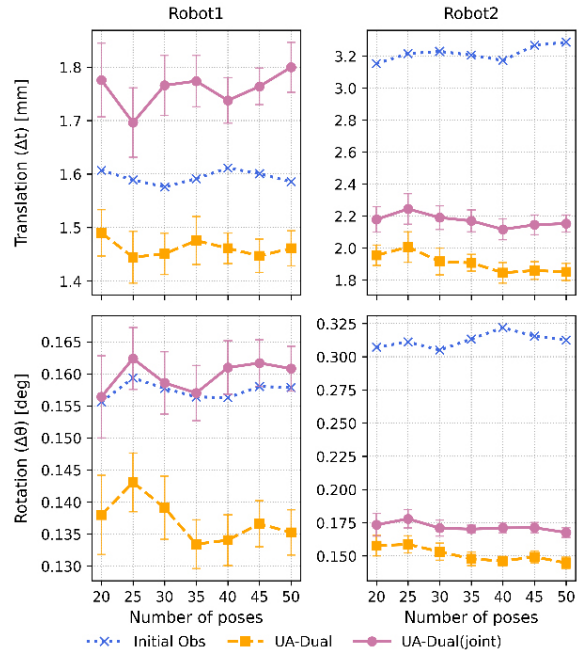 Robot1
Robot2
Translation (Δt) [mm]
1.8
1.7
1.6
1.5
1.4
3.2
3.0
2.8
2.6
2.4
2.2
2.0
1.8
Rotation (Δθ) [deg]
0.165
0.160
0.155
0.150
0.145
0.140
0.135
0.130
0.325
0.300
0.275
0.250
0.225
0.200
0.175
0.150
20 25 30 35 40 45 50
20 25 30 35 40 45 50
Number of poses
Number of poses
Initial Obs
UA-Dual
UA-Dual(joint)